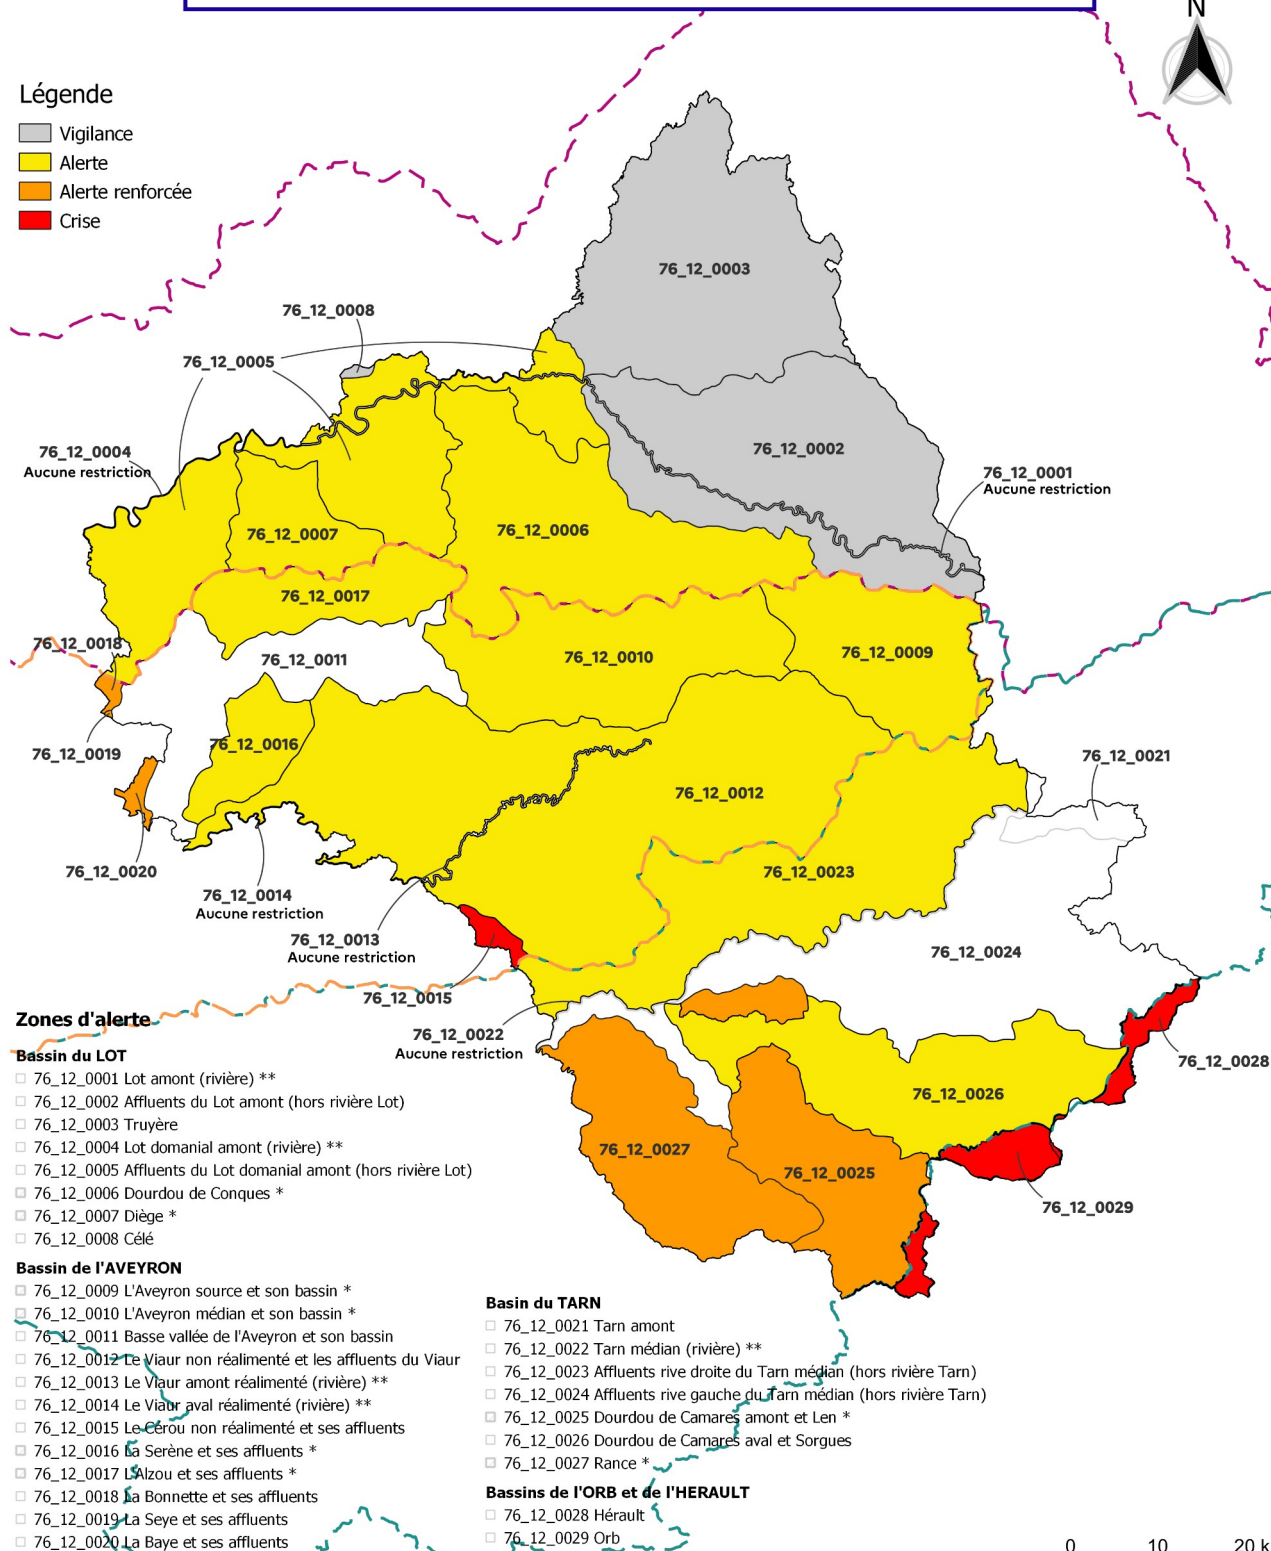 N
Légende
Vigilance
Alerte
Alerte renforcée
Crise
76_12_0003
76_12_0008
76_12_0005
76_12_0004
Aucune restriction
76_12_0002
76_12_0001
Aucune restriction
76_12_0007
76_12_0006
76_12_0017
76_12_0018
76_12_0011
76_12_0010
76_12_0009
76_12_0019
76_12_0016
76_12_0021
76_12_0012
76_12_0020
76_12_0023
76_12_0014
Aucune restriction
76_12_0013
Aucune restriction
76_12_0024
76_12_0015
76_12_0022
Aucune restriction
76_12_0028
76_12_0026
76_12_0027
76_12_0025
76_12_0029
Zones d'alerte
Bassin du LOT
76_12_0001 Lot amont (rivière) **
76_12_0002 Affluents du Lot amont (hors rivière Lot)
76_12_0003 Truyère
76_12_0004 Lot domanial amont (rivière) **
76_12_0005 Affluents du Lot domanial amont (hors rivière Lot)
76_12_0006 Dourdou de Conques *
76_12_0007 Diège *
76_12_0008 Célé
Bassin de l'AVEYRON
76_12_0009 L'Aveyron source et son bassin *
76_12_0010 L'Aveyron médian et son bassin *
76_12_0011 Basse vallée de l'Aveyron et son bassin
76_12_0012 Le Viaur non réalimenté et les affluents du Viaur
76_12_0013 Le Viaur amont réalimenté (rivière) **
76_12_0014 Le Viaur aval réalimenté (rivière) **
76_12_0015 Le Cérou non réalimenté et ses affluents
76_12_0016 La Serène et ses affluents *
76_12_0017 L'Alzou et ses affluents *
76_12_0018 La Bonnette et ses affluents
76_12_0019 La Seye et ses affluents
76_12_0020 La Baye et ses affluents
Basin du TARN
76_12_0021 Tarn amont
76_12_0022 Tarn médian (rivière) **
76_12_0023 Affluents rive droite du Tarn médian (hors rivière Tarn)
76_12_0024 Affluents rive gauche du Tarn médian (hors rivière Tarn)
76_12_0025 Dourdou de Camares amont et Len *
76_12_0026 Dourdou de Camares aval et Sorgues
76_12_0027 Rance *
Bassins de l'ORB et de l'HERAULT
76_12_0028 Hérault
76_12_0029 Orb
0 10 20 k